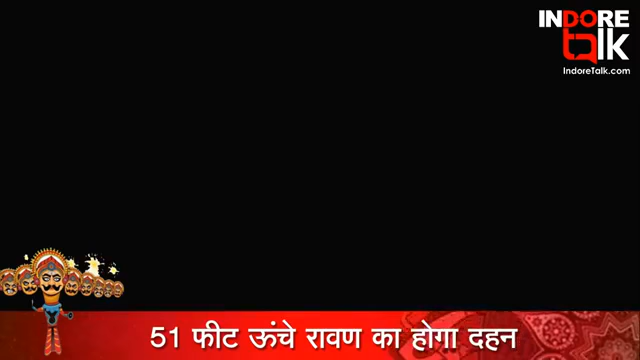 INDORE
talk
IndoreTalk.com
51 फीट ऊंचे रावण का होगा दहन